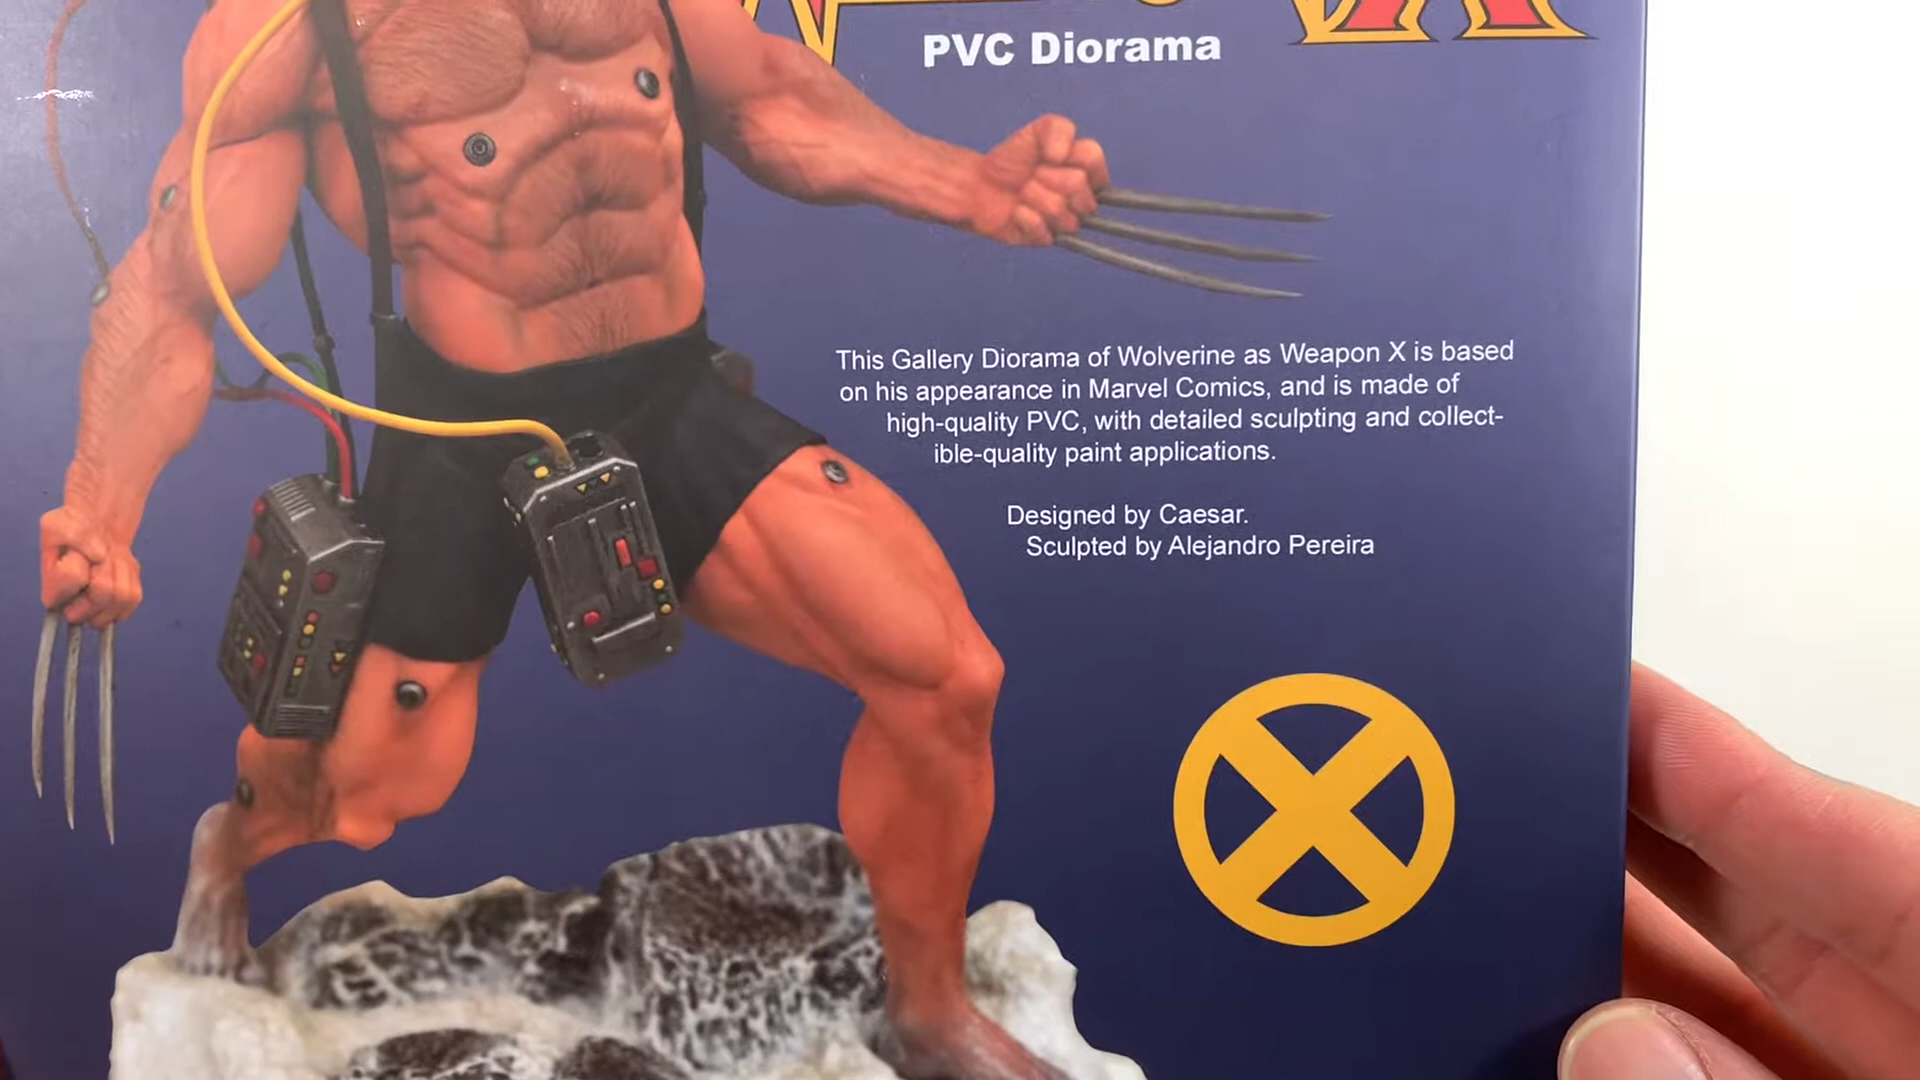 PVC Diorama
This Gallery Diorama of Wolverine as Weapon X is based
on his appearance in Marvel Comics, and is made of
high-quality PVC, with detailed sculpting and collect-
ible-quality paint applications.
Designed by Caesar.
Sculpted by Alejandro Pereira